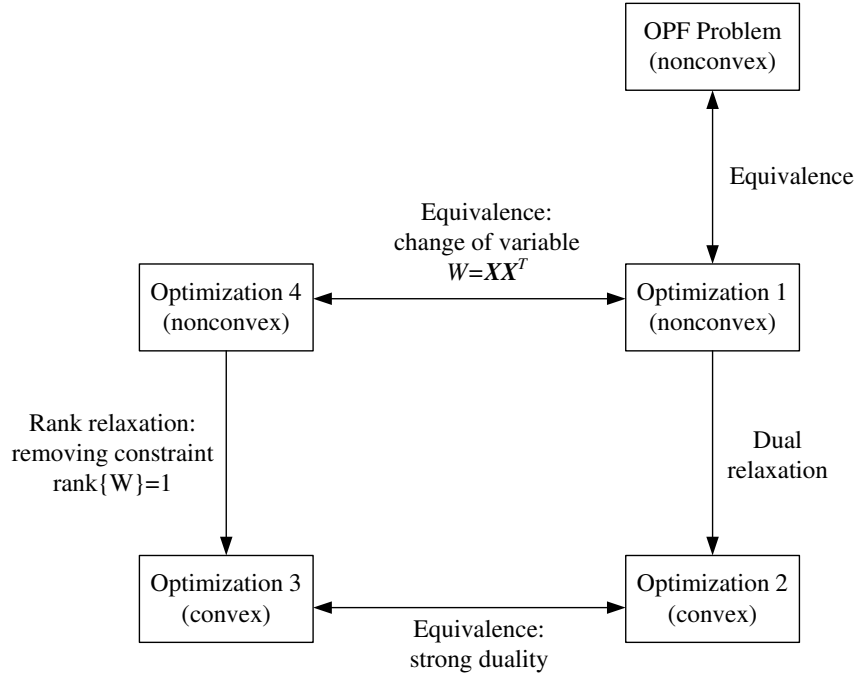 OPF Problem
(nonconvex)
Equivalence
Equivalence:
change of variable
W=XXᵀ
Optimization 4
(nonconvex)
Optimization 1
(nonconvex)
Rank relaxation:
removing constraint
rank{W}=1
Dual
relaxation
Optimization 3
(convex)
Optimization 2
(convex)
Equivalence:
strong duality